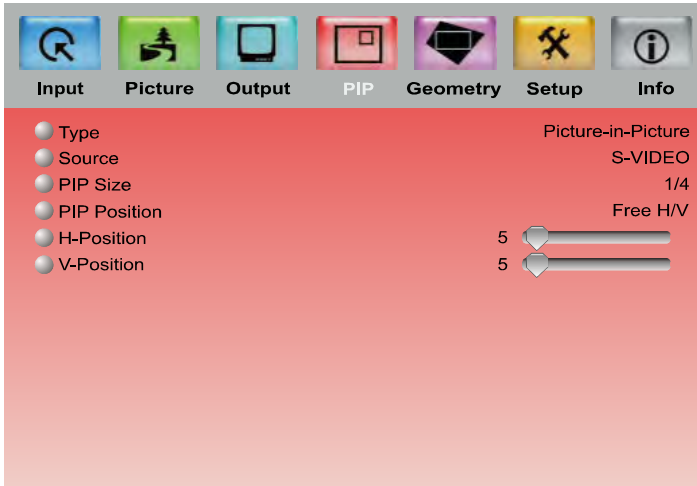 Input Picture Output PIP Geometry Setup Info
Type Picture-in-Picture
Source S-VIDEO
PIP Size 1/4
PIP Position Free H/V
H-Position 5
V-Position 5